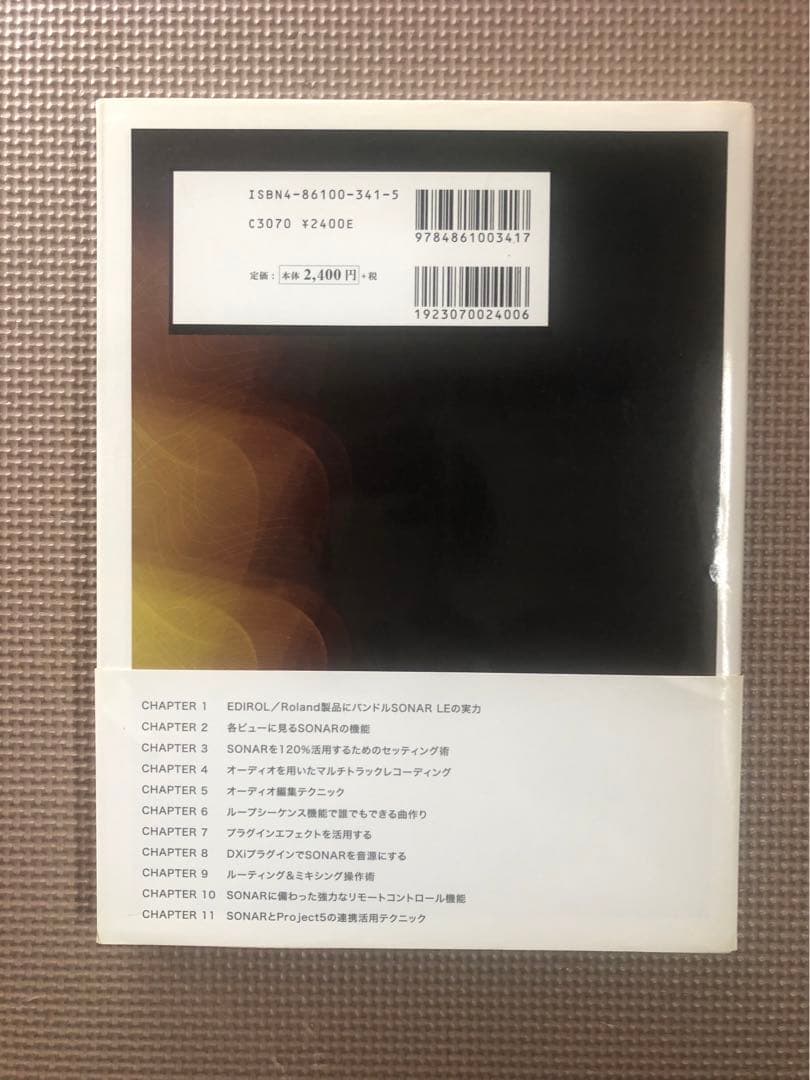 ISBN4-86100-341-5
C3070 ¥2400E
定価：本体 2,400円+税
9784861003417
1923070024006
CHAPTER 1 EDIROL／Roland製品にバンドルSONAR LEの実力
CHAPTER 2 各ビューに見るSONARの機能
CHAPTER 3 SONARを120%活用するためのセッティング術
CHAPTER 4 オーディオを用いたマルチトラックレコーディング
CHAPTER 5 オーディオ編集テクニック
CHAPTER 6 ループシーケンス機能で誰でもできる曲作り
CHAPTER 7 プラグインエフェクトを活用する
CHAPTER 8 DXiプラグインでSONARを音源にする
CHAPTER 9 ルーティング＆ミキシング操作術
CHAPTER 10 SONARに備わった強力なリモートコントロール機能
CHAPTER 11 SONARとProject5の連携活用テクニック